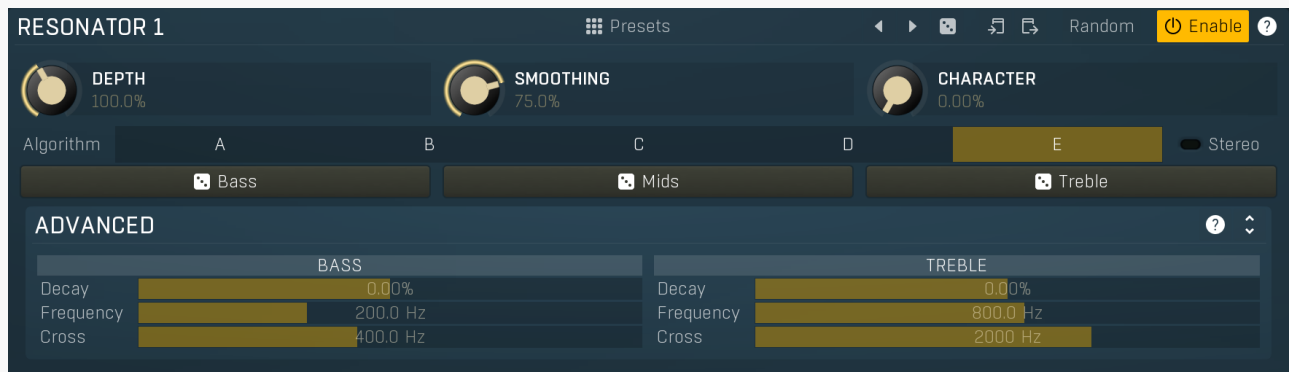 RESONATOR 1 Presets Random Enable ?
DEPTH SMOOTHING CHARACTER
100.0% 75.0% 0.00%
Algorithm A B C D E Stereo
Bass Mids Treble
ADVANCED ?
BASS TREBLE
Decay 0.00% Decay 0.00%
Frequency 200.0 Hz Frequency 800.0 Hz
Cross 400.0 Hz Cross 2000 Hz